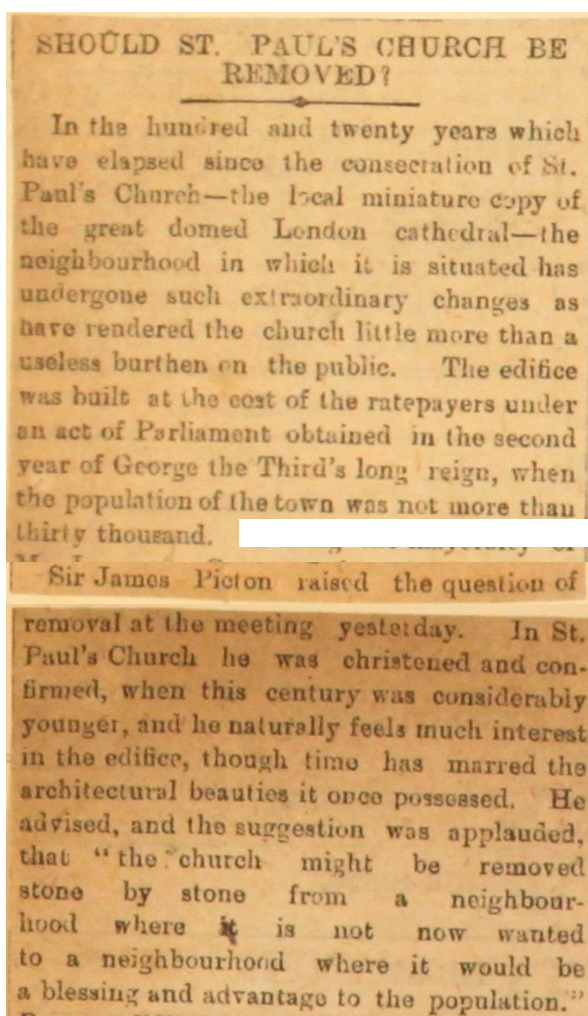 SHOULD ST. PAUL'S CHURCH BE
REMOVED?
In the hundred and twenty years which
have elapsed since the consecration of St.
Paul's Church—the local miniature copy of
the great domed London cathedral—the
neighbourhood in which it is situated has
undergone such extraordinary changes as
have rendered the church little more than a
useless burthen on the public. The edifice
was built at the cost of the ratepayers under
an act of Parliament obtained in the second
year of George the Third's long reign, when
the population of the town was not more than
thirty thousand.
Sir James Picton raised the question of
removal at the meeting yesterday. In St.
Paul's Church he was christened and con-
firmed, when this century was considerably
younger, and he naturally feels much interest
in the edifice, though time has marred the
architectural beauties it once possessed. He
advised, and the suggestion was applauded,
that "the church might be removed
stone by stone from a neighbour-
hood where it is not now wanted
to a neighbourhood where it would be
a blessing and advantage to the population."